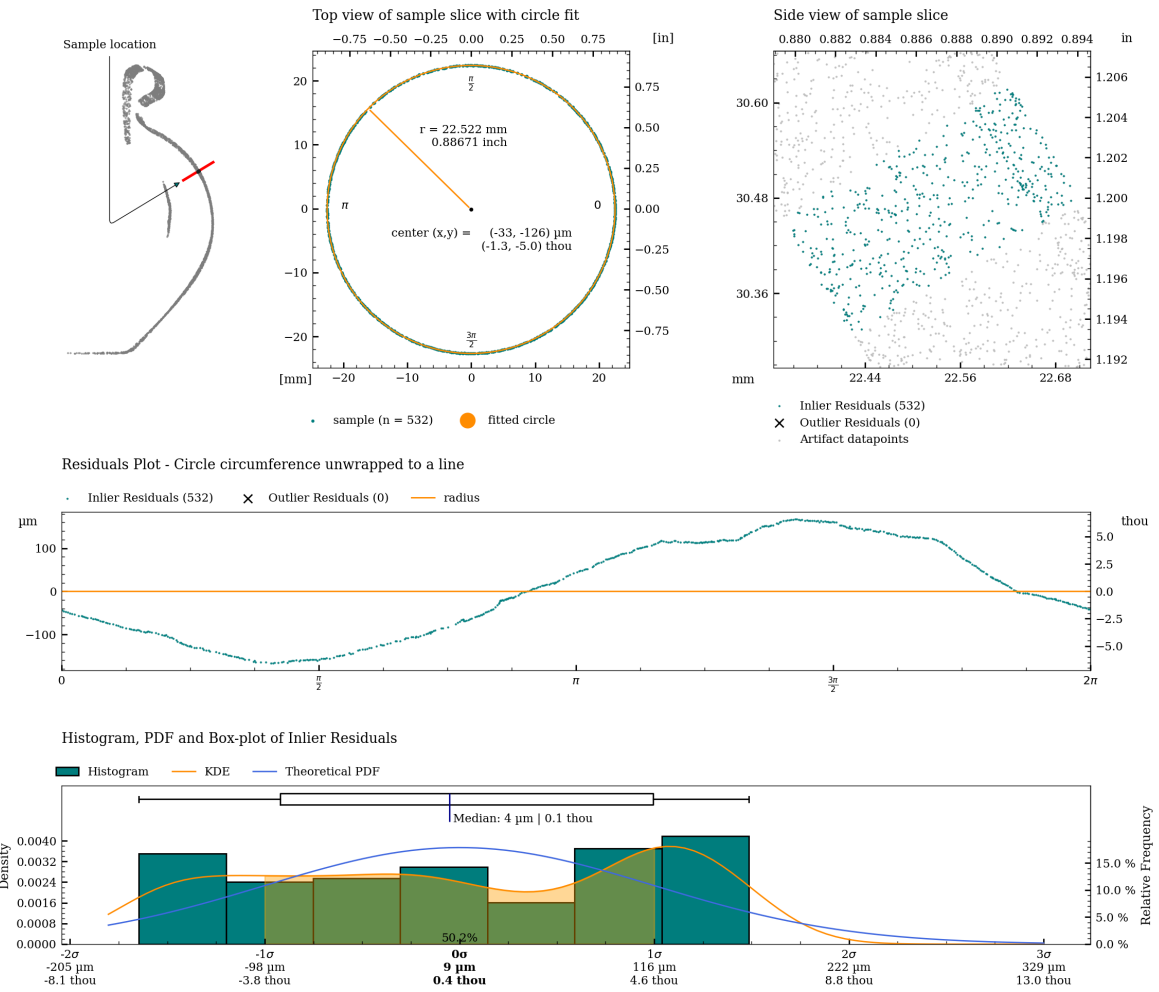 Sample location
Top view of sample slice with circle fit
−0.75 −0.50 −0.25 0.00 0.25 0.50 0.75 [in]
20
10
0
−10
−20
π/2
r = 22.522 mm
0.88671 inch
π 0
center (x,y) = (-33, -126) µm
(-1.3, -5.0) thou
3π/2
0.75
0.50
0.25
0.00
−0.25
−0.50
−0.75
[mm] −20 −10 0 10 20
sample (n = 532) fitted circle
Side view of sample slice
0.880 0.882 0.884 0.886 0.888 0.890 0.892 0.894 in
30.60
30.48
30.36
1.206
1.204
1.202
1.200
1.198
1.196
1.194
1.192
mm 22.44 22.56 22.68
Inlier Residuals (532)
Outlier Residuals (0)
Artifact datapoints
Residuals Plot - Circle circumference unwrapped to a line
Inlier Residuals (532) Outlier Residuals (0) radius
µm thou
100
0
−100
5.0
2.5
0.0
−2.5
−5.0
0 π/2 π 3π/2 2π
Histogram, PDF and Box-plot of Inlier Residuals
Histogram KDE Theoretical PDF
Median: 4 µm | 0.1 thou
Density
0.0040
0.0032
0.0024
0.0016
0.0008
0.0000
Relative Frequency
15.0 %
10.0 %
5.0 %
0.0 %
50.2%
-2σ -1σ 0σ 1σ 2σ 3σ
-205 µm -98 µm 9 µm 116 µm 222 µm 329 µm
-8.1 thou -3.8 thou 0.4 thou 4.6 thou 8.8 thou 13.0 thou